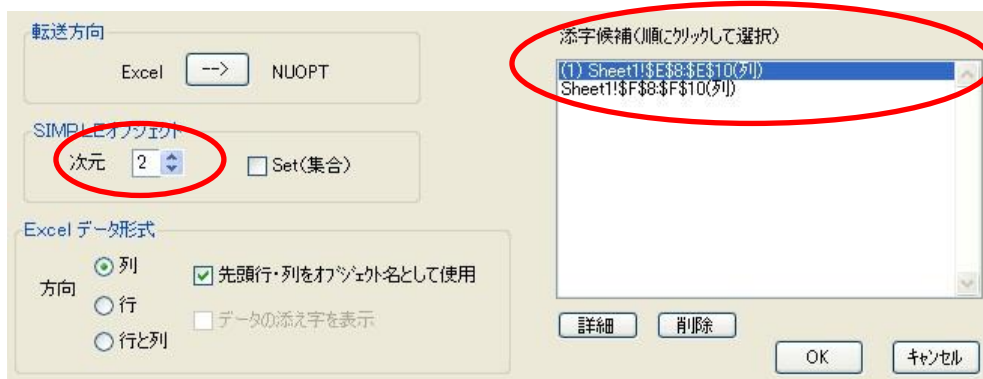 転送方向
Excel --> NUOPT
SIMPLEオブジェクト
次元 2 Set(集合)
Excel データ形式
方向
列
行
行と列
先頭行・列をオブジェクト名として使用
データの添え字を表示
添字候補(順にクリックして選択)
(1) Sheet1!$E$8:$E$10(列)
Sheet1!$F$8:$F$10(列)
詳細 削除
OK キャンセル